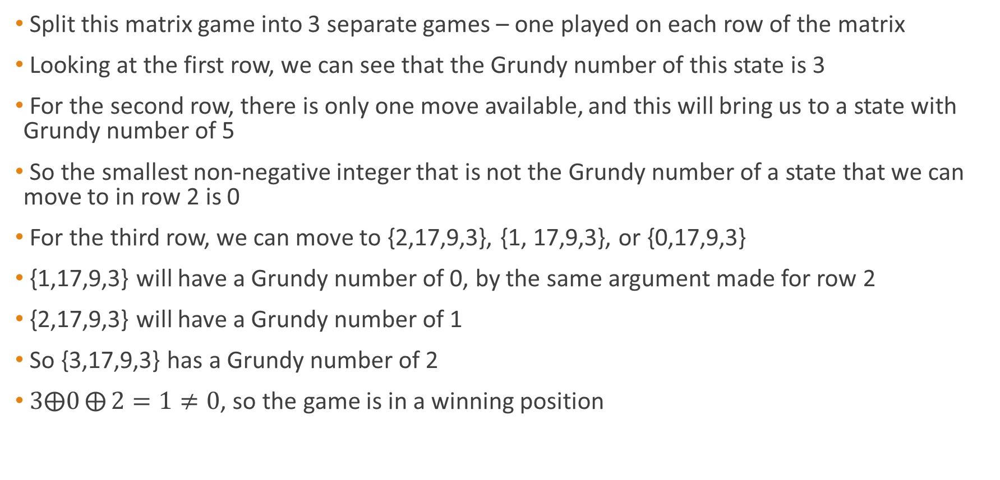 • Split this matrix game into 3 separate games – one played on each row of the matrix
• Looking at the first row, we can see that the Grundy number of this state is 3
• For the second row, there is only one move available, and this will bring us to a state with
Grundy number of 5
• So the smallest non-negative integer that is not the Grundy number of a state that we can
move to in row 2 is 0
• For the third row, we can move to {2,17,9,3}, {1, 17,9,3}, or {0,17,9,3}
• {1,17,9,3} will have a Grundy number of 0, by the same argument made for row 2
• {2,17,9,3} will have a Grundy number of 1
• So {3,17,9,3} has a Grundy number of 2
• 3⊕0 ⊕ 2 = 1 ≠ 0, so the game is in a winning position